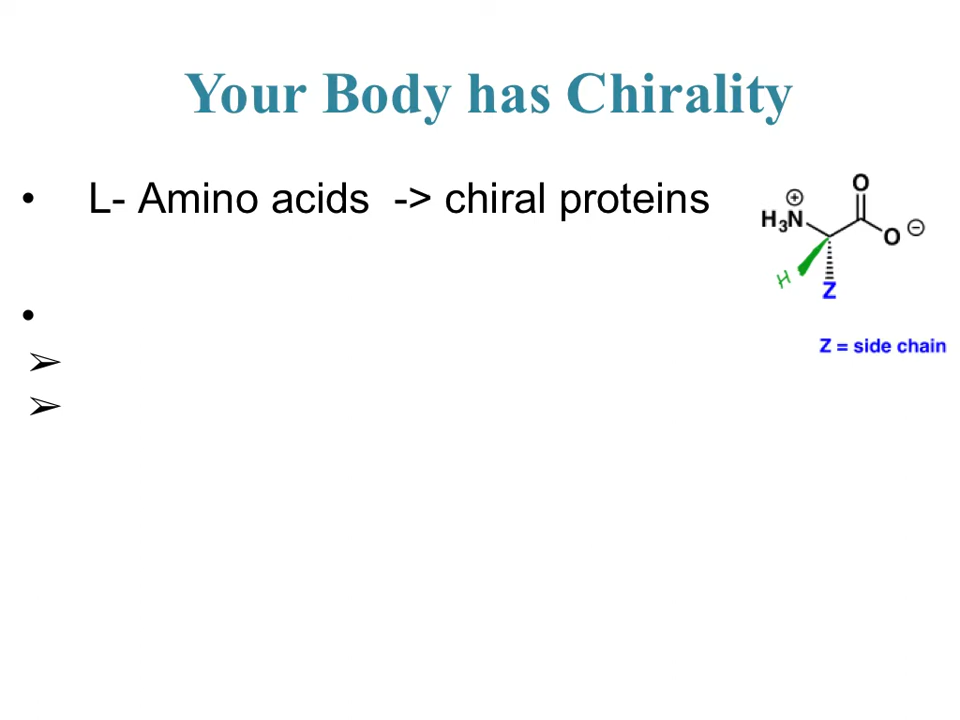 Your Body has Chirality
• L- Amino acids -> chiral proteins
O
H₃N ⊕
O ⊖
H
Z
Z = side chain
•
➢
➢